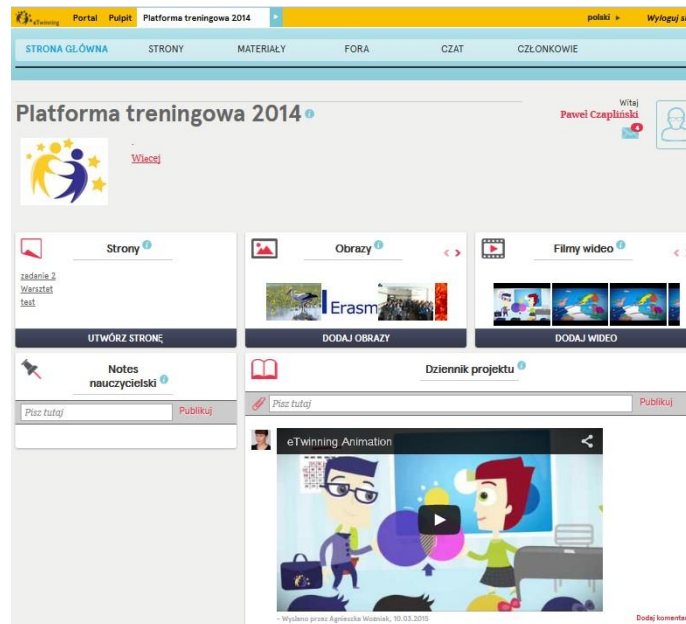 eTwinning Portal Pulpit Platforma treningowa 2014 polski Wyloguj si
STRONA GŁÓWNA STRONY MATERIAŁY FORA CZAT CZŁONKOWIE
Platforma treningowa 2014
Witaj
Paweł Czapliński
4
Więcej
Strony
zadanie 2
Warsztat
test
UTWÓRZ STRONĘ
Obrazy
Erasm
DODAJ OBRAZY
Filmy wideo
DODAJ WIDEO
Notes
nauczycielski
Pisz tutaj Publikuj
Dziennik projektu
Pisz tutaj Publikuj
eTwinning Animation
- Wysłano przez Agnieszka Woźniak, 10.03.2015 Dodaj komentar